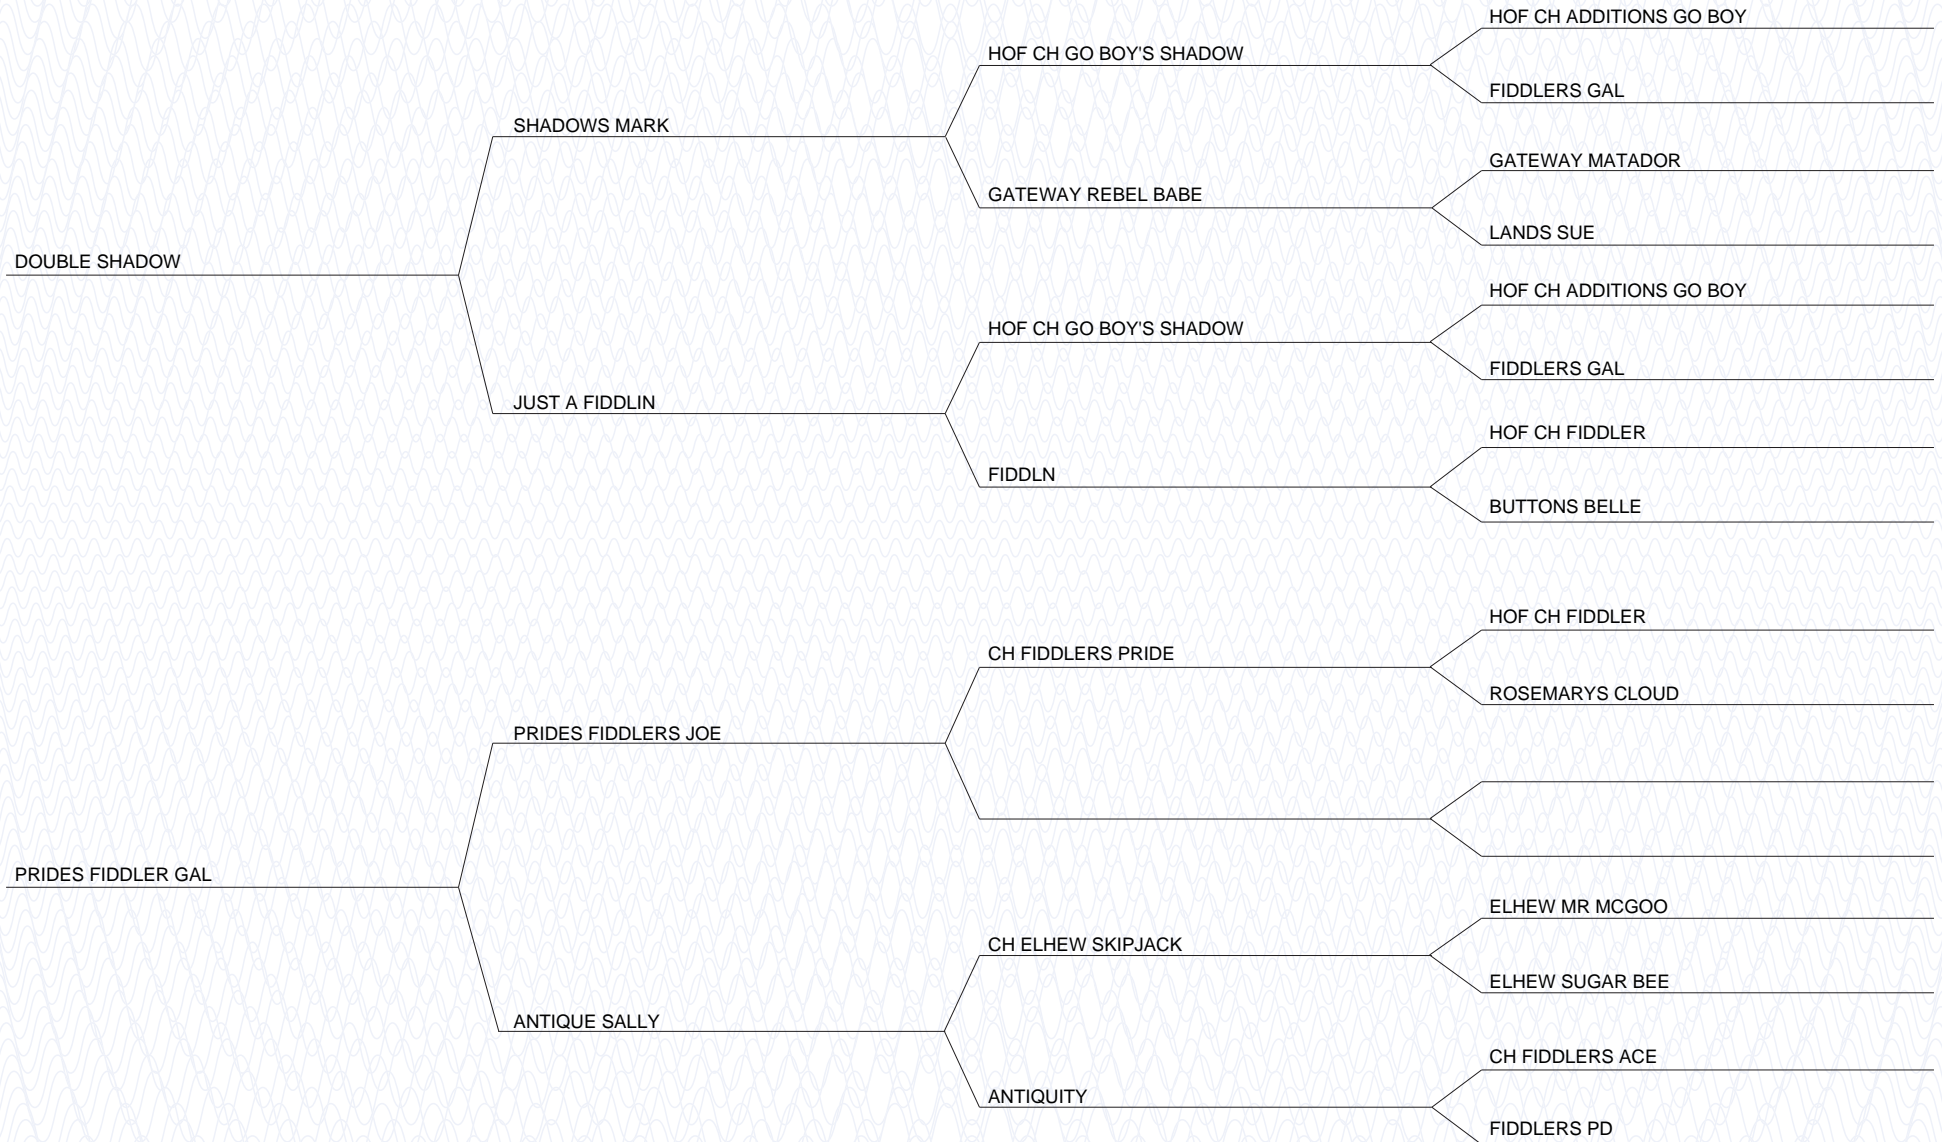 HOF CH ADDITIONS GO BOY
HOF CH GO BOY'S SHADOW
FIDDLERS GAL
SHADOWS MARK
GATEWAY MATADOR
GATEWAY REBEL BABE
LANDS SUE
DOUBLE SHADOW
HOF CH ADDITIONS GO BOY
HOF CH GO BOY'S SHADOW
FIDDLERS GAL
JUST A FIDDLIN
HOF CH FIDDLER
FIDDLN
BUTTONS BELLE
HOF CH FIDDLER
CH FIDDLERS PRIDE
ROSEMARYS CLOUD
PRIDES FIDDLERS JOE
PRIDES FIDDLER GAL
ELHEW MR MCGOO
CH ELHEW SKIPJACK
ELHEW SUGAR BEE
ANTIQUE SALLY
CH FIDDLERS ACE
ANTIQUITY
FIDDLERS PD